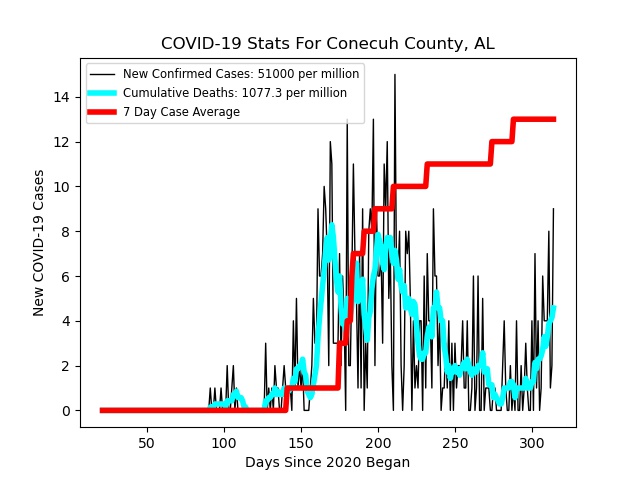 COVID-19 Stats For Conecuh County, AL
New Confirmed Cases: 51000 per million
Cumulative Deaths: 1077.3 per million
7 Day Case Average
14
12
10
8
6
4
2
0
New COVID-19 Cases
50
100
150
200
250
300
Days Since 2020 Began